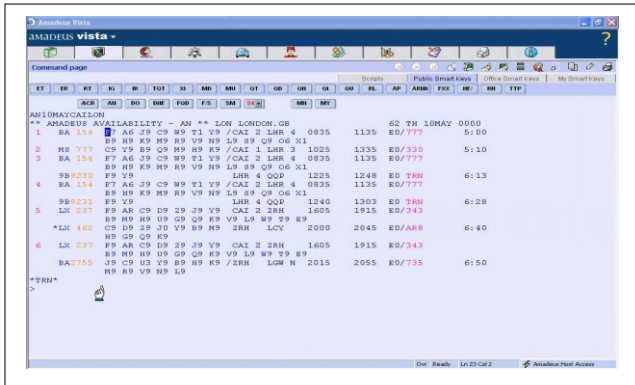 Amadeus Vista
amadeus vista
?
Command page
Scripts Public Smart Keys Office Smart Keys My Smart Keys
ET ER RT IG IR TQT XI MD MU QT QD QR QI QU RL AP ARNK FXX HE/ RH TTP
ACR AN DO DNE FQD F/S SM MH MY
AN10MAYCAILON
** AMADEUS AVAILABILITY - AN ** LON LONDON.GB 62 TH 10MAY 0000
1 BA 154 F7 A6 J9 C9 W9 T1 Y9 /CAI 2 LHR 4 0835 1135 E0/777 5:00
B9 H9 K9 M9 R9 V9 N9 L9 S9 Q9 O6 X1
2 MS 777 C9 Y9 B9 Q9 M9 H9 K9 /CAI 1 LHR 3 1025 1335 E0/330 5:10
3 BA 154 F7 A6 J9 C9 W9 T1 Y9 /CAI 2 LHR 4 0835 1135 E0/777
B9 H9 K9 M9 R9 V9 N9 L9 S9 Q9 O6 X1
9B9230 F9 Y9 LHR 4 QQP 1225 1248 E0 TRN 6:13
4 BA 154 F7 A6 J9 C9 W9 T1 Y9 /CAI 2 LHR 4 0835 1135 E0/777
B9 H9 K9 M9 R9 V9 N9 L9 S9 Q9 O6 X1
9B9231 F9 Y9 LHR 4 QQP 1240 1303 E0 TRN 6:28
5 LX 237 F9 AR C9 D9 Z9 J9 Y9 CAI 2 ZRH 1605 1915 E0/343
B9 M9 H9 U9 G9 Q9 K9 V9 L9 W9 T9 E9
*LX 462 C9 D9 Z9 J0 Y9 B9 M9 ZRH LCY 2000 2045 E0/AR8 6:40
H9 G9 Q9 K9
6 LX 237 F9 AR C9 D9 Z9 J9 Y9 CAI 2 ZRH 1605 1915 E0/343
B9 M9 H9 U9 G9 Q9 K9 V9 L9 W9 T9 E9
BA2755 J9 C9 U3 Y9 B9 H9 K9 /ZRH LGW N 2015 2055 E0/735 6:50
M9 R9 V9 N9 L9
*TRN*
>
Ovr Ready Ln 23 Col 2 Amadeus Host Access